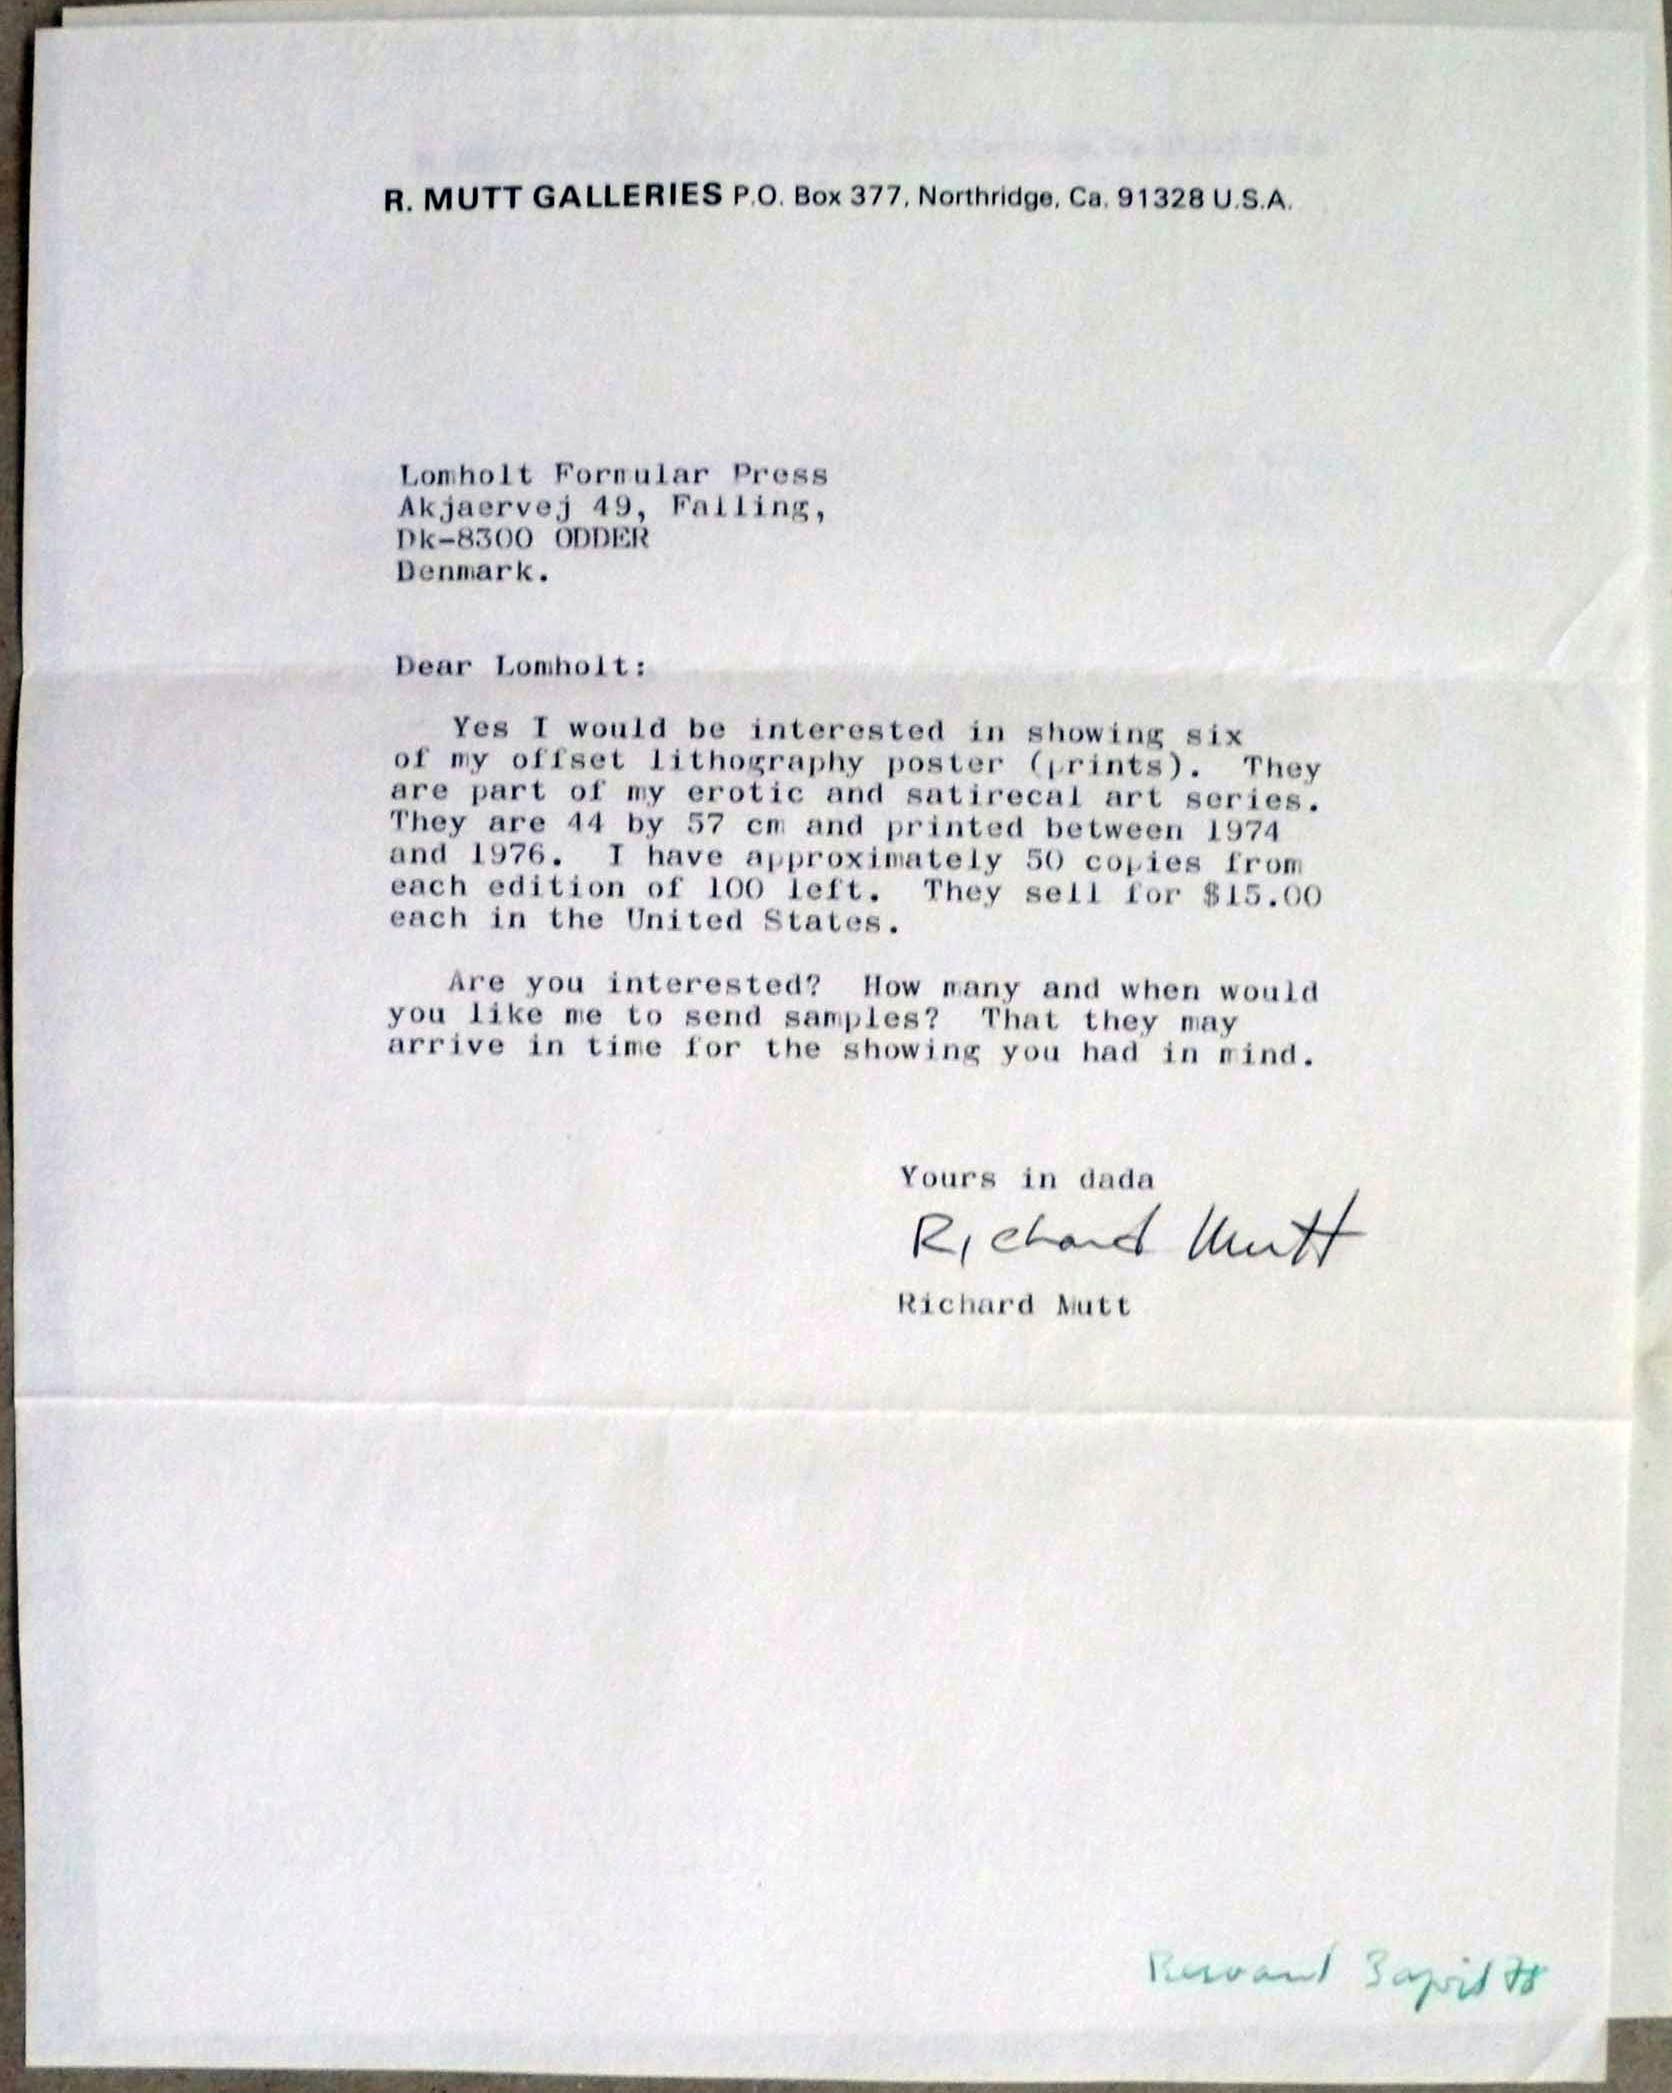 R. MUTT GALLERIES P.O. Box 377, Northridge, Ca. 91328 U.S.A.
Lomholt Formular Press
Akjaervej 49, Falling,
Dk-8300 ODDER
Denmark.
Dear Lomholt:
Yes I would be interested in showing six
of my offset lithography poster (prints). They
are part of my erotic and satirecal art series.
They are 44 by 57 cm and printed between 1974
and 1976. I have approximately 50 copies from
each edition of 100 left. They sell for $15.00
each in the United States.
Are you interested? How many and when would
you like me to send samples? That they may
arrive in time for the showing you had in mind.
Yours in dada
Richard Mutt
Richard Mutt
3 april 78